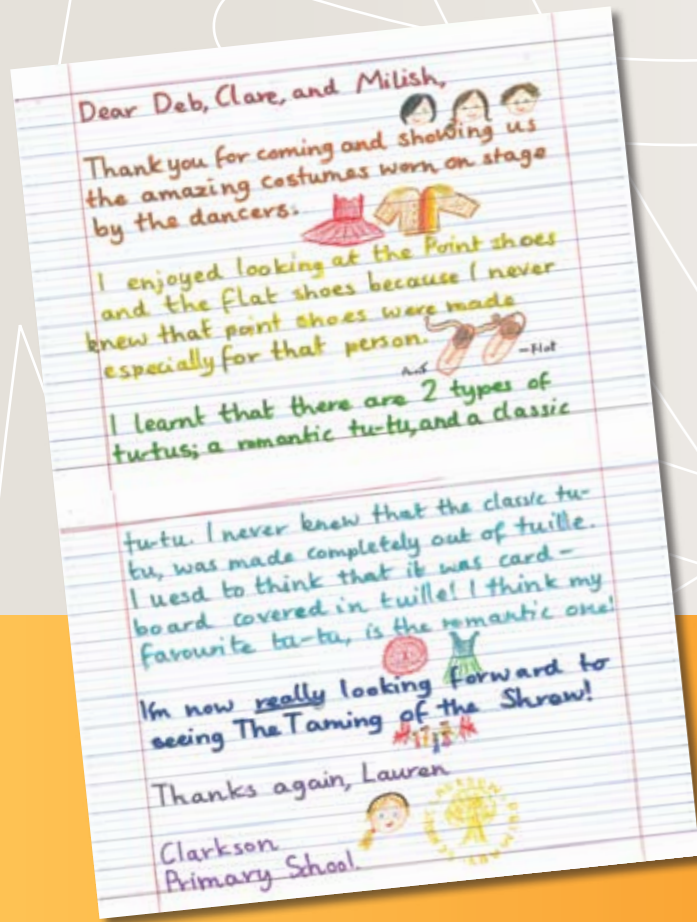 Dear Deb, Clare, and Milish,
Thank you for coming and showing us
the amazing costumes worn on stage
by the dancers.
I enjoyed looking at the Point shoes
and the flat shoes because I never
knew that point shoes were made
especially for that person.
-Flat
I learnt that there are 2 types of
tu-tus; a romantic tu-tu, and a classic
tu-tu. I never knew that the classic tu-
tu, was made completely out of tuille.
I uesd to think that it was card-
board covered in tuille! I think my
favourite tu-tu, is the romantic one!
I'm now really looking forward to
seeing The Taming of the Shrew!
Thanks again, Lauren
Clarkson
Primary School.